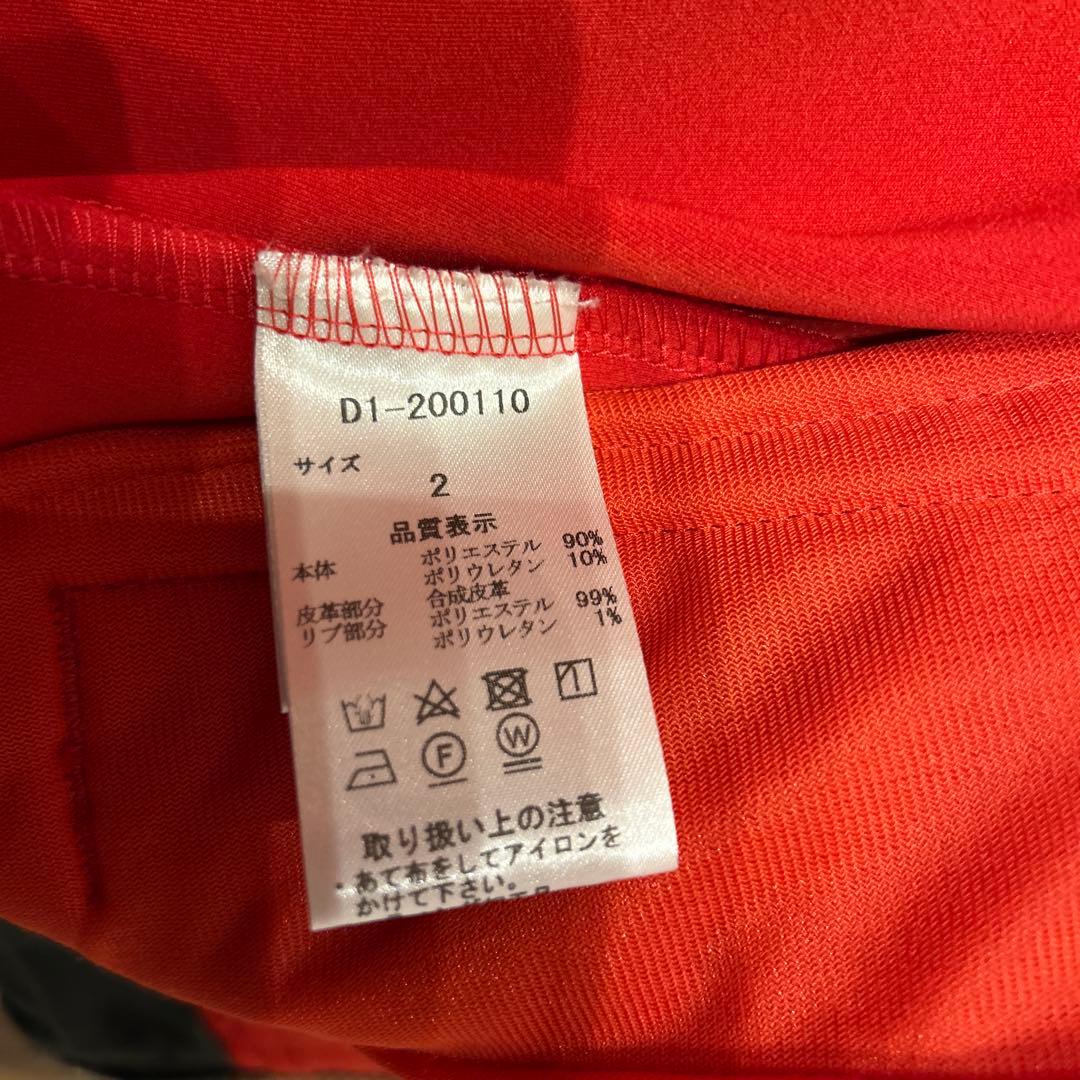 D1-200110
サイズ
2
品質表示
本体 ポリエステル 90%
ポリウレタン 10%
皮革部分 合成皮革
リブ部分 ポリエステル 99%
ポリウレタン 1%
F W
取り扱い上の注意
・あて布をしてアイロンを
かけて下さい。